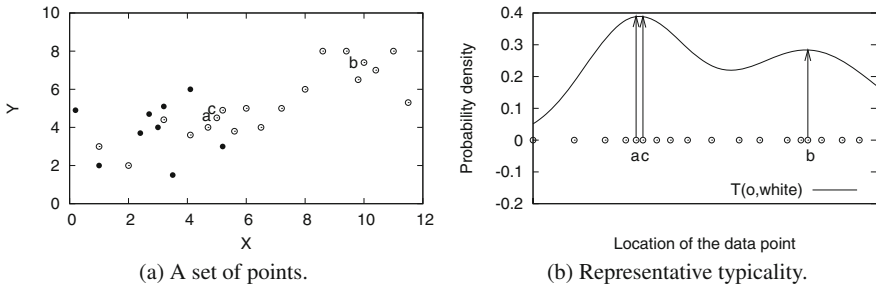 10
8
6
4
2
0
Y
b
c
a
0 2 4 6 8 10 12
X
(a) A set of points.
0.4
0.3
0.2
0.1
0
-0.1
-0.2
Probability density
a c b
T(o,white)
Location of the data point
(b) Representative typicality.